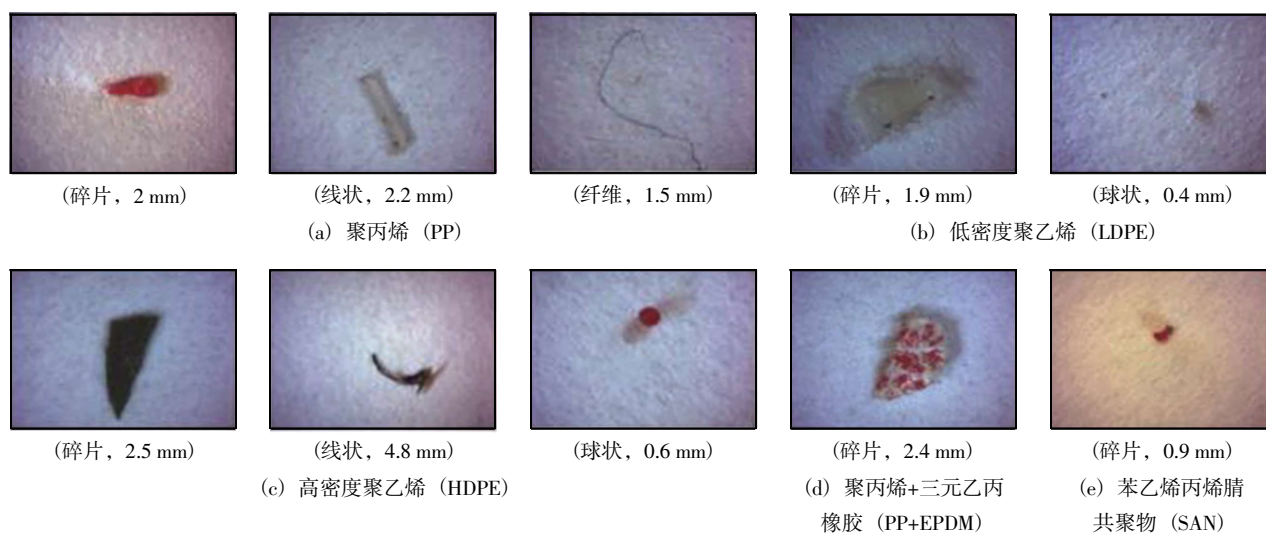 (碎片，2 mm)
(线状，2.2 mm)
(纤维，1.5 mm)
(碎片，1.9 mm)
(球状，0.4 mm)
(a) 聚丙烯 (PP)
(b) 低密度聚乙烯 (LDPE)
(碎片，2.5 mm)
(线状，4.8 mm)
(球状，0.6 mm)
(碎片，2.4 mm)
(碎片，0.9 mm)
(c) 高密度聚乙烯 (HDPE)
(d) 聚丙烯+三元乙丙
橡胶 (PP+EPDM)
(e) 苯乙烯丙烯腈
共聚物 (SAN)